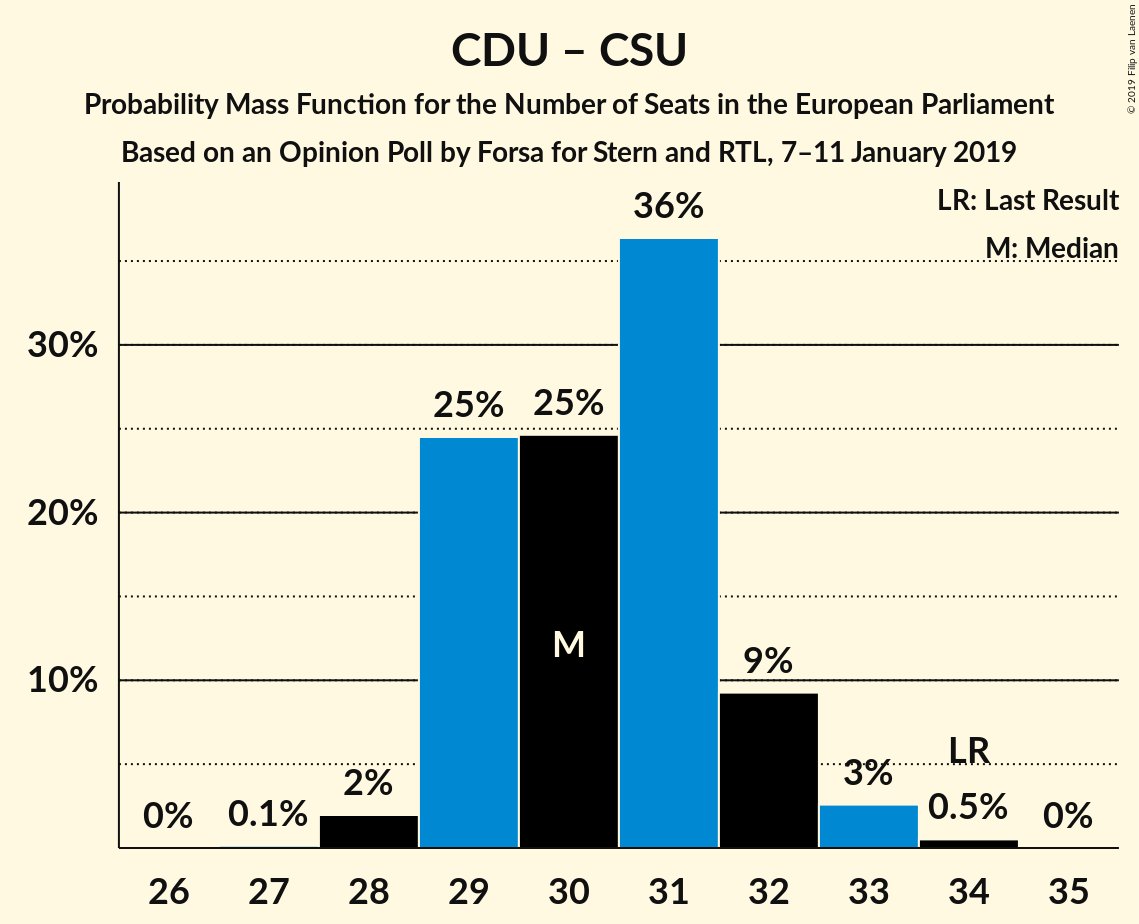 CDU – CSU
Probability Mass Function for the Number of Seats in the European Parliament
Based on an Opinion Poll by Forsa for Stern and RTL, 7–11 January 2019
© 2019 Filip van Laenen
LR: Last Result
M: Median
36%
30%
25%
25%
20%
M
10%
9%
LR
3%
2%
0.5%
0.1%
0%
0%
26 27 28 29 30 31 32 33 34 35